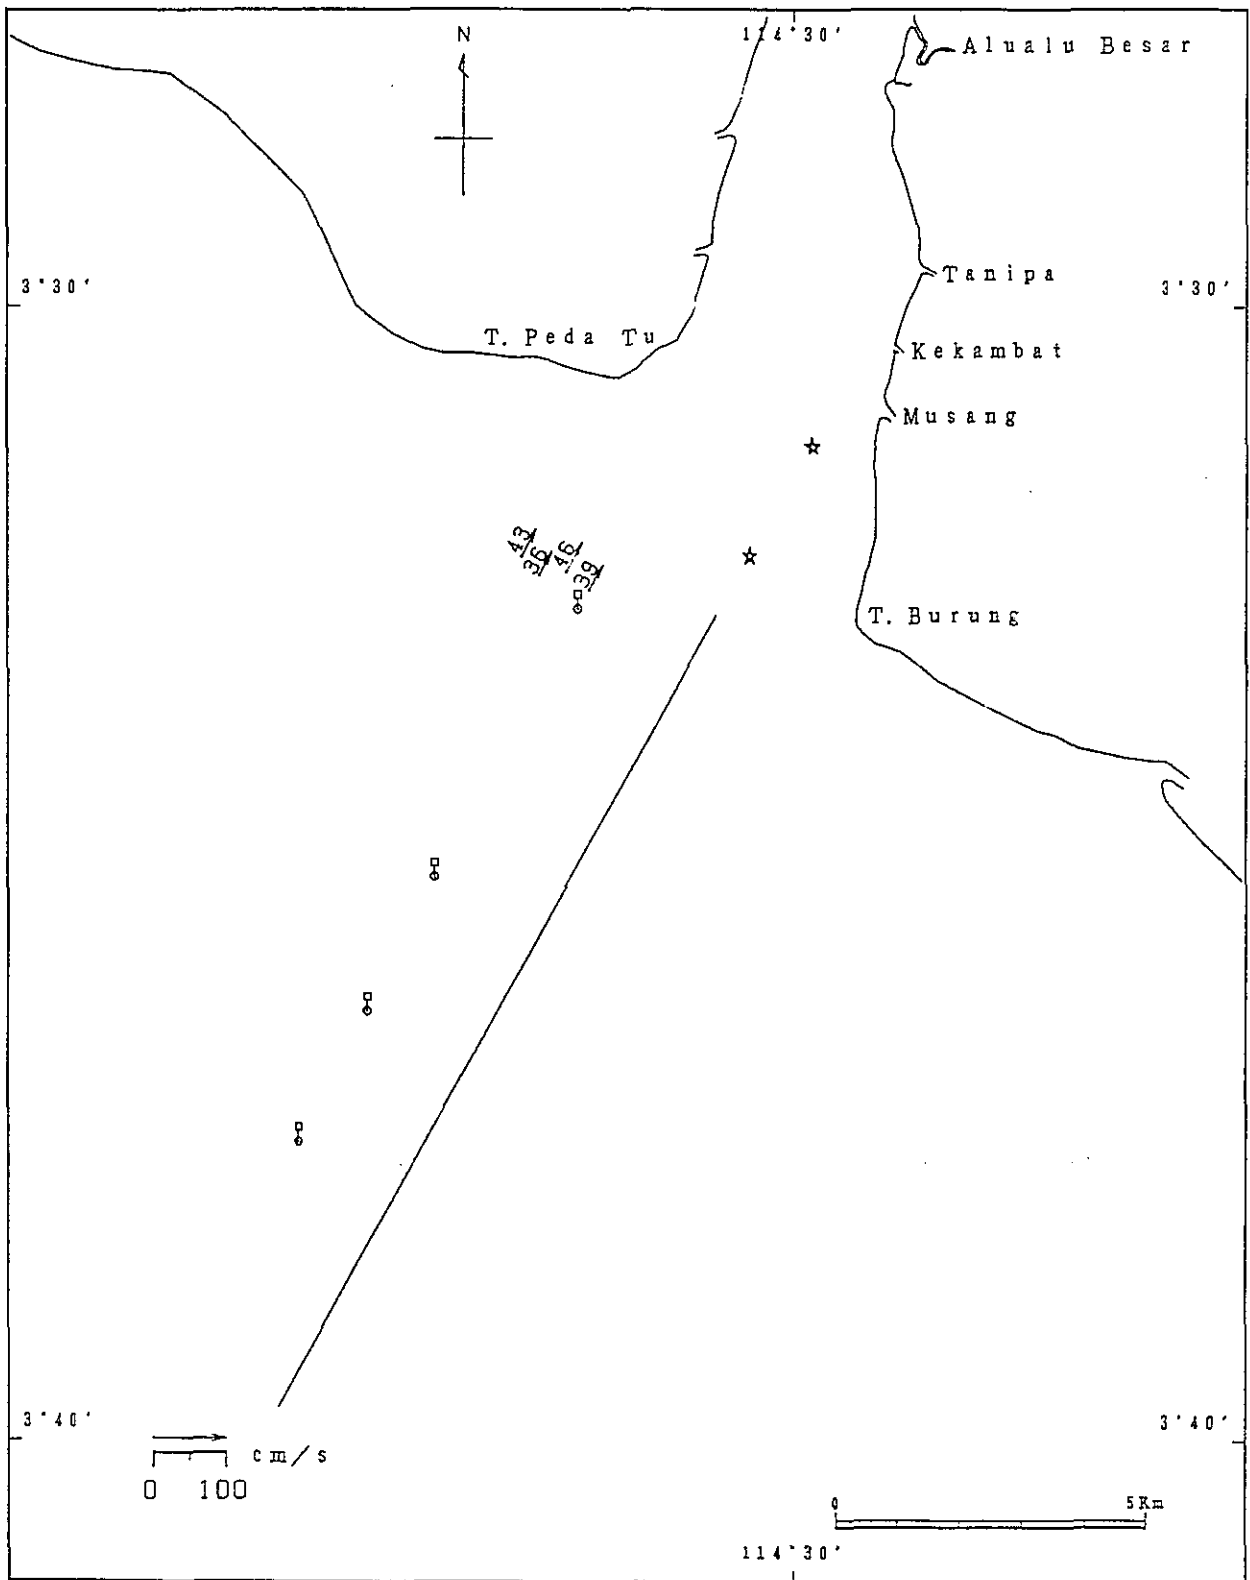 N
114°30'
Alualu Besar
Tanipa
3°30'
3°30'
T. Peda Tu
Kekambat
Musang
43
36
46
39
T. Burung
3°40'
3°40'
cm/s
0 100
0 5Km
114°30'